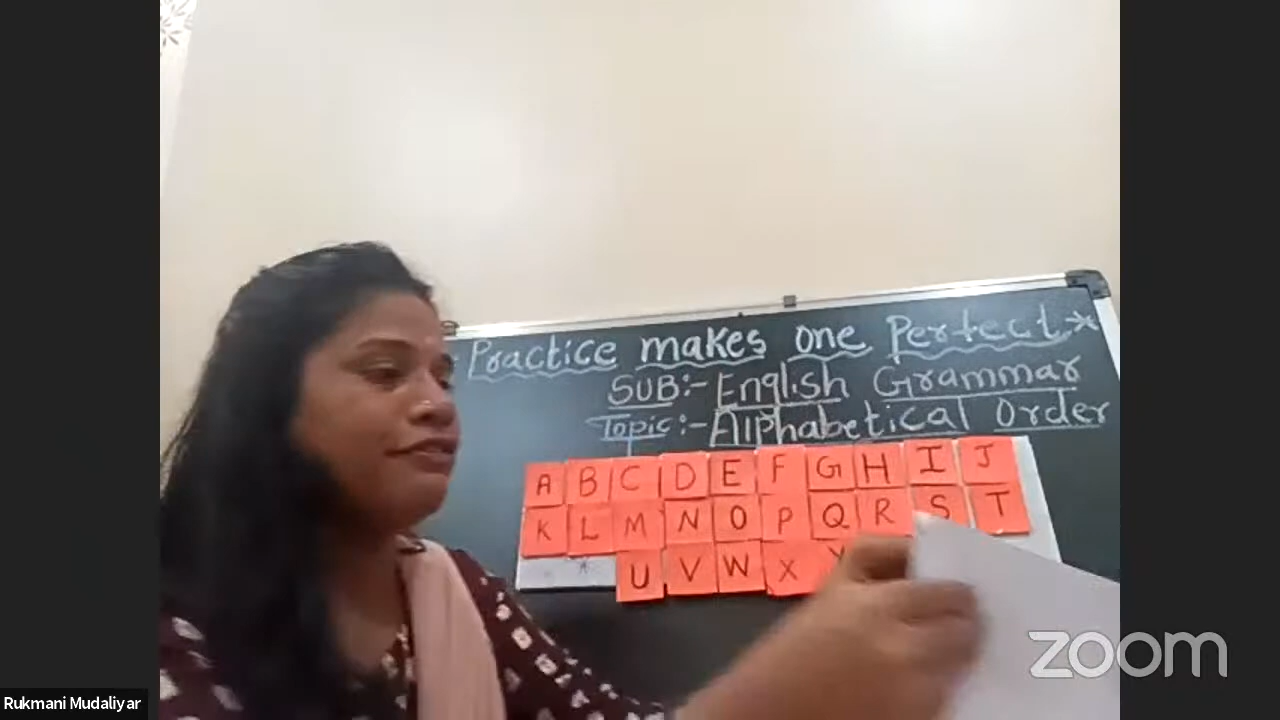 Practice makes one Perfect.*
SUB:- English Grammar
Topic:- Alphabetical Order
A B C D E F G H I J
K L M N O P Q R S T
U V W X Y
zoom
Rukmani Mudaliyar